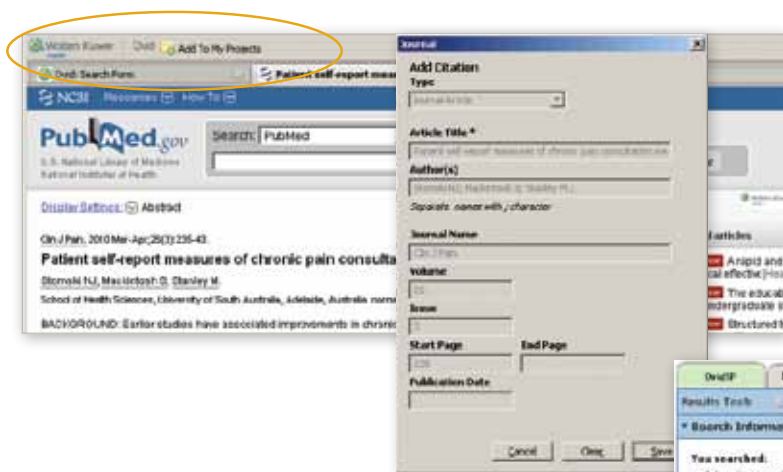 Wolters Kluwer Ovid Add To My Projects
Ovid: Search Form
Patient self-report meas
NCBI Resources How To
PubMed.gov
U.S. National Library of Medicine
National Institutes of Health
Search: PubMed
Display Settings: Abstract
Clin J Pain. 2010 Mar-Apr;26(3):235-43.
Patient self-report measures of chronic pain consulta
Stomski NJ, Mackintosh S, Stanley M.
School of Health Sciences, University of South Australia, Adelaide, Australia
BACKGROUND: Earlier studies have associated improvements in chronic
Journal
Add Citation
Type
Journal Article
Article Title *
Patient self-report measures of chronic pain consultation
Author(s)
Stomski NJ, Mackintosh S, Stanley M.
Separate names with ; character
Journal Name
Clin J Pain.
Volume
Issue
3
Start Page End Page
235
Publication Date
Cancel Clear Save
d articles
A rapid and
cal effective
The educat
ndergraduate
Structured
OvidSP
Results Tools
Search Informa
You searched: